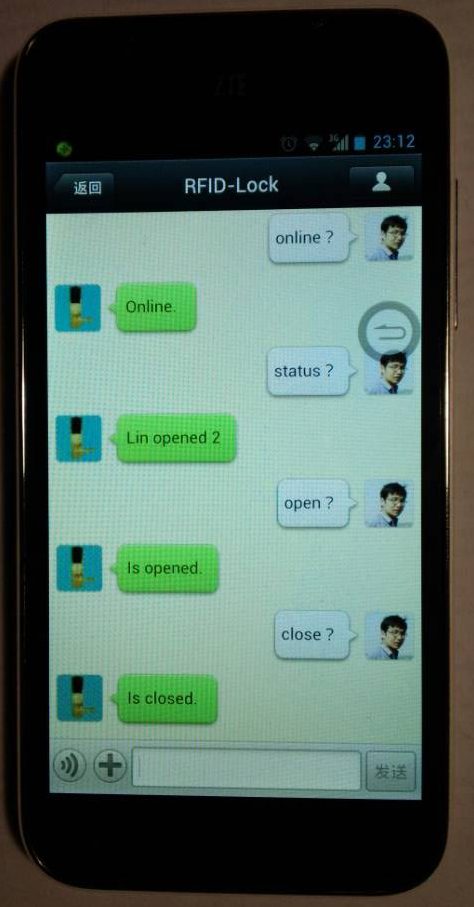 ZTE
3G
23:12
返回
RFID-Lock
online ?
Online.
status ?
Lin opened 2
open ?
Is opened.
close ?
Is closed.
发送